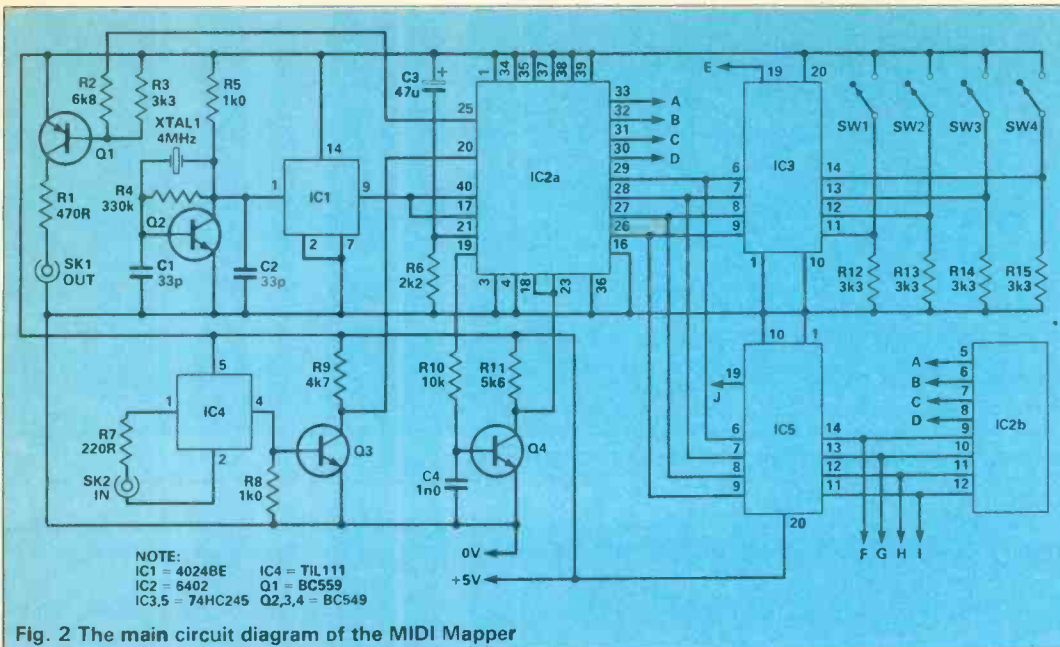 R2
6k8
R3
3k3
R5
1k0
XTAL1
4MHz
Q1
R1
470R
R4
330k
Q2
SK1
OUT
C1
33p
C2
33p
1
14
IC1
9
2
7
C3
47u
+
R6
2k2
1
34
35
37
38
39
25
20
40
17
21
19
IC2a
33
32
31
30
29
28
27
26
16
3
4
18
23
36
A
B
C
D
E
19
20
IC3
6
7
8
9
14
13
12
11
1
10
SW1
SW2
SW3
SW4
R12
3k3
R13
3k3
R14
3k3
R15
3k3
5
1
IC4
4
2
R7
220R
SK2
IN
R8
1k0
R9
4k7
Q3
R10
10k
R11
5k6
C4
1n0
Q4
10
1
19
J
IC5
6
7
8
9
14
13
12
11
20
A
B
C
D
5
6
7
8
9
10
11
12
IC2b
F G H I
0V
+5V
NOTE:
IC1 = 4024BE IC4 = TIL111
IC2 = 6402 Q1 = BC559
IC3,5 = 74HC245 Q2,3,4 = BC549
Fig. 2 The main circuit diagram of the MIDI Mapper